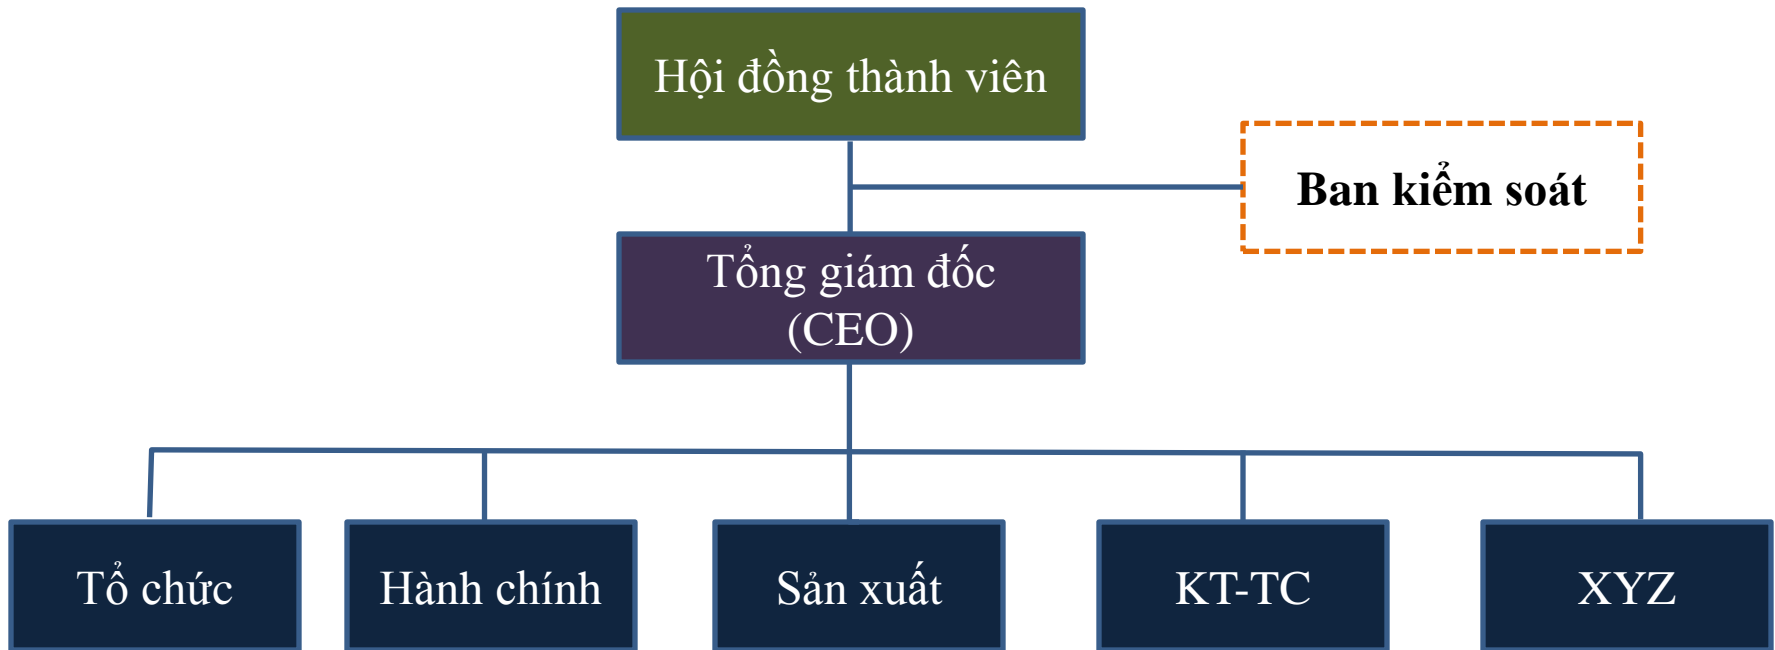 Hội đồng thành viên
Ban kiểm soát
Tổng giám đốc
(CEO)
Tổ chức
Hành chính
Sản xuất
KT-TC
XYZ